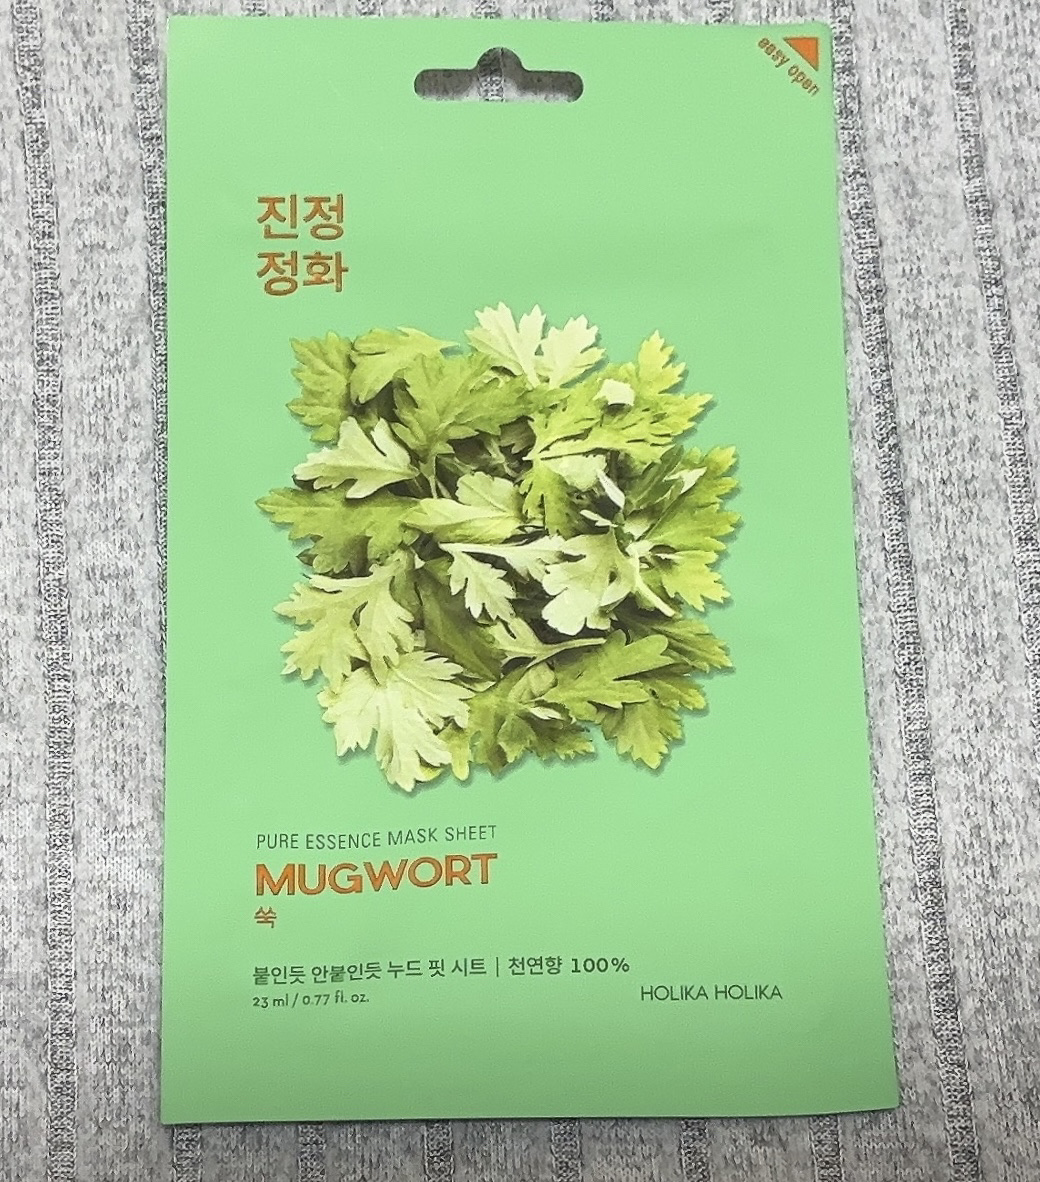 easy open
진정
정화
PURE ESSENCE MASK SHEET
MUGWORT
쑥
붙인듯 안붙인듯 누드 핏 시트 | 천연향 100%
23 ml / 0.77 fl. oz.
HOLIKA HOLIKA